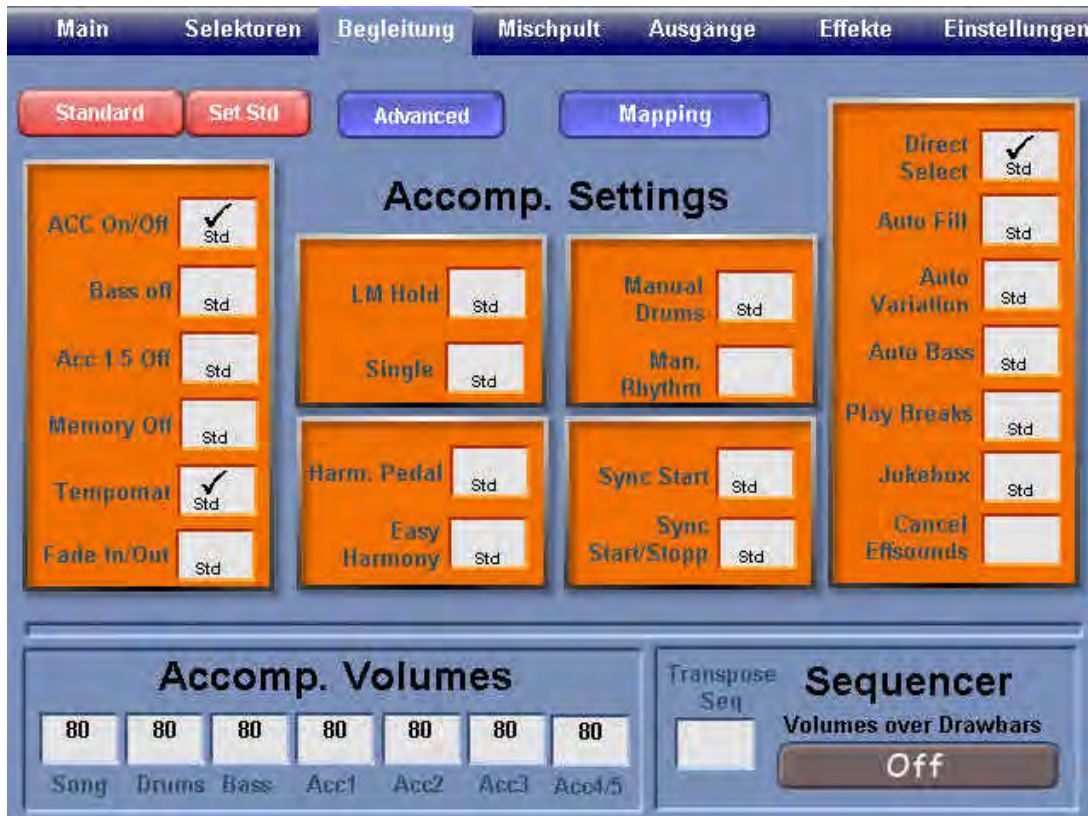 Main Selektoren Begleitung Mischpult Ausgänge Effekte Einstellungen
Standard Set Std Advanced Mapping
Accomp. Settings
ACC On/Off Std
Bass off Std
Acc 1-5 Off Std
Memory Off Std
Tempomat Std
Fade In/Out Std
LM Hold Std
Single Std
Manual
Drums Std
Man.
Rhythm
Harm. Pedal Std
Easy
Harmony Std
Sync Start Std
Sync
Start/Stopp Std
Direct
Select Std
Auto Fill Std
Auto
Variation Std
Auto Bass Std
Play Breaks Std
Jukebox Std
Cancel
Effsounds
Accomp. Volumes
80 80 80 80 80 80 80
Song Drums Bass Acc1 Acc2 Acc3 Acc4/5
Transpose
Seq
Sequencer
Volumes over Drawbars
Off